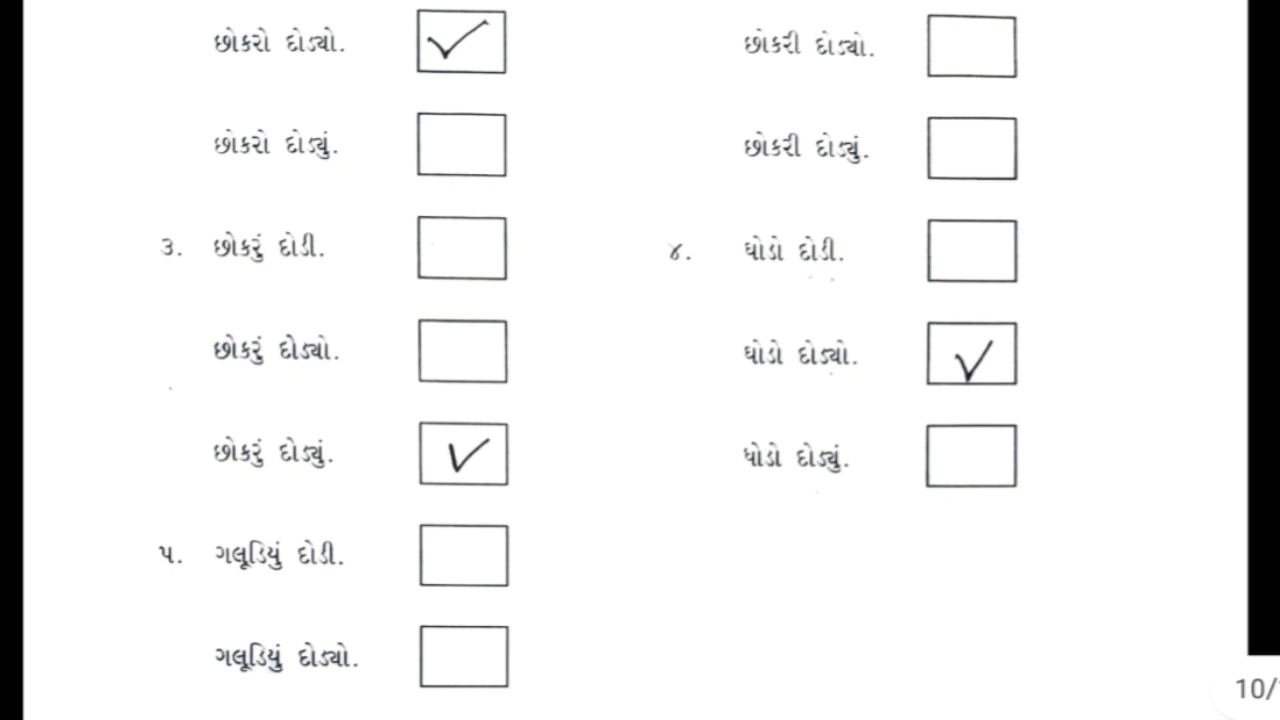 છોકરો દોડ્યો.
છોકરો દોડ્યું.
૩. છોકરું દોડી.
છોકરું દોડ્યો.
છોકરું દોડ્યું.
૫. ગલૂડિયું દોડી.
ગલૂડિયું દોડ્યો.
છોકરી દોડ્યો.
છોકરી દોડ્યું.
૪. ઘોડો દોડી.
ઘોડો દોડ્યો.
ઘોડો દોડ્યું.
10/